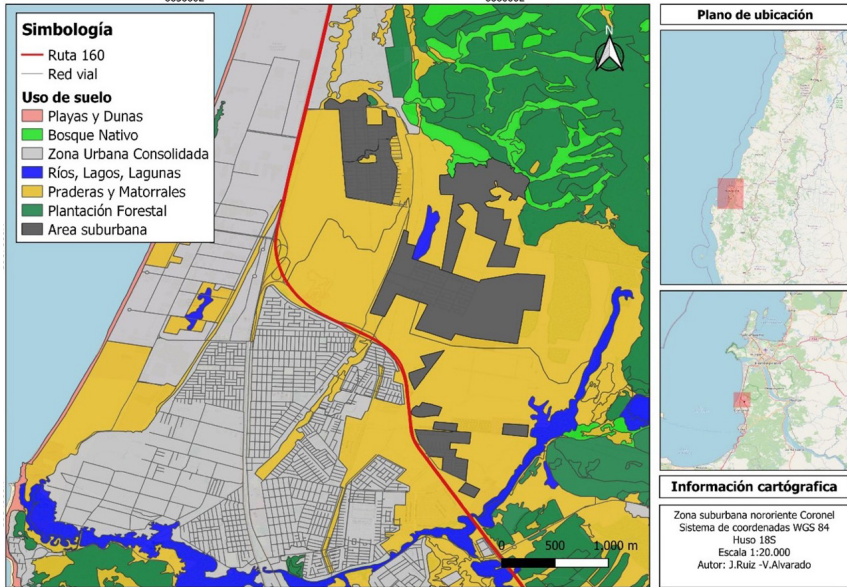 Simbología
Ruta 160
Red vial
Uso de suelo
Playas y Dunas
Bosque Nativo
Zona Urbana Consolidada
Ríos, Lagos, Lagunas
Praderas y Matorrales
Plantación Forestal
Area suburbana
N
0 500 1.000 m
Plano de ubicación
Información cartógrafica
Zona suburbana nororiente Coronel
Sistema de coordenadas WGS 84
Huso 18S
Escala 1:20.000
Autor: J.Ruiz -V.Alvarado